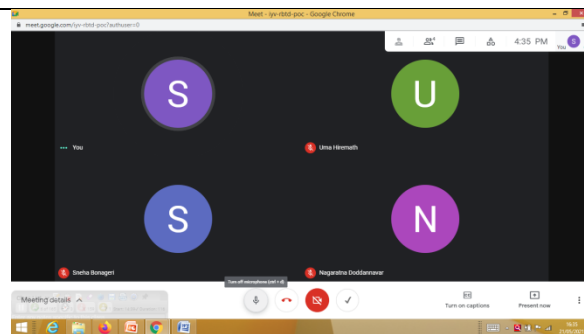 Meet - iyv-rbtd-poc - Google Chrome
meet.google.com/iyv-rbtd-poc?authuser=0
4:35 PM
You
S
S
U
You
Uma Hiremath
S
N
Sneha Bonageri
Nagaratna Doddannavar
Turn off microphone (ctrl + d)
Meeting details
Turn on captions
Present now